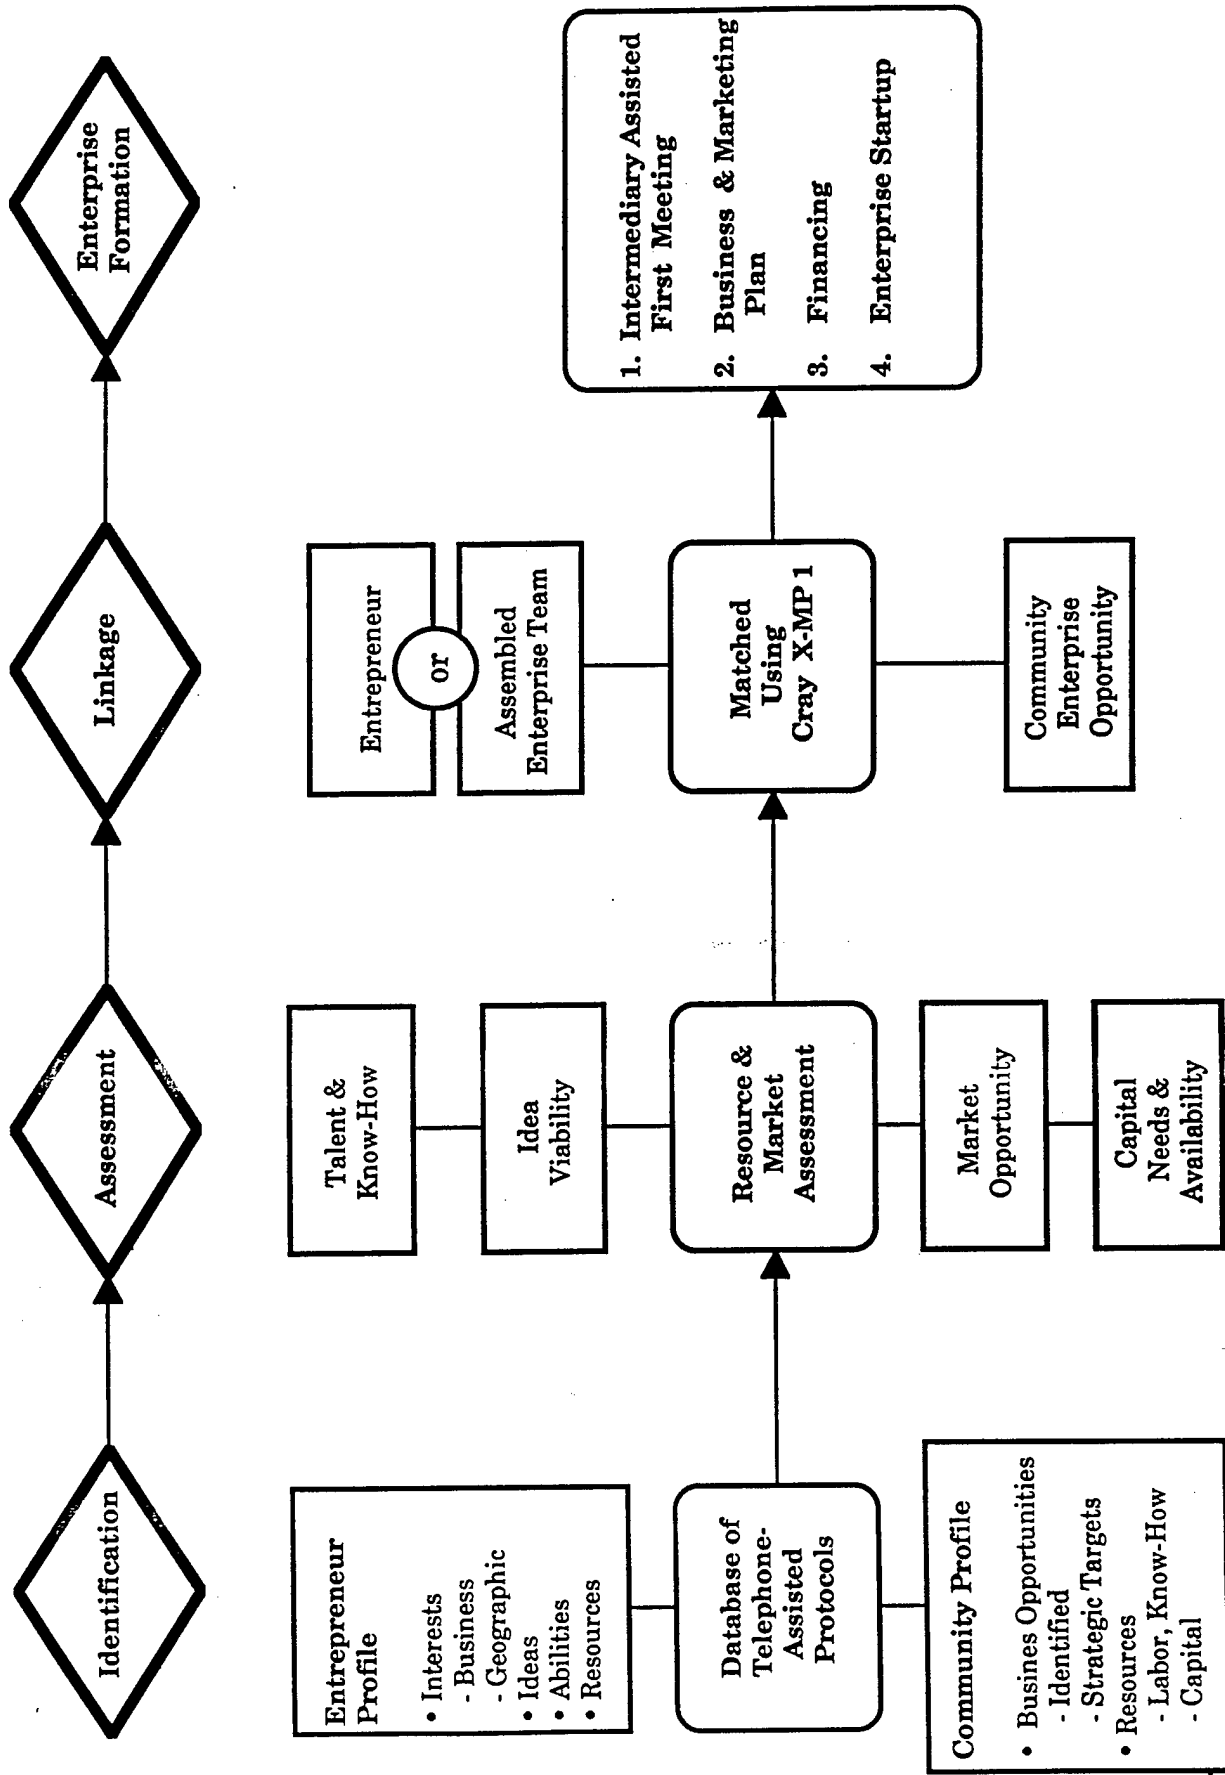 Identification
Assessment
Linkage
Enterprise
Formation
Entrepreneur
Profile
• Interests
- Business
- Geographic
• Ideas
• Abilities
• Resources
Database of
Telephone-
Assisted
Protocols
Community Profile
• Busines Opportunities
- Identified
- Strategic Targets
• Resources
- Labor, Know-How
- Capital
Talent &
Know-How
Idea
Viability
Resource &
Market
Assessment
Market
Opportunity
Capital
Needs &
Availability
Entrepreneur
or
Assembled
Enterprise Team
Matched
Using
Cray X-MP 1
Community
Enterprise
Opportunity
1. Intermediary Assisted
First Meeting
2. Business & Marketing
Plan
3. Financing
4. Enterprise Startup